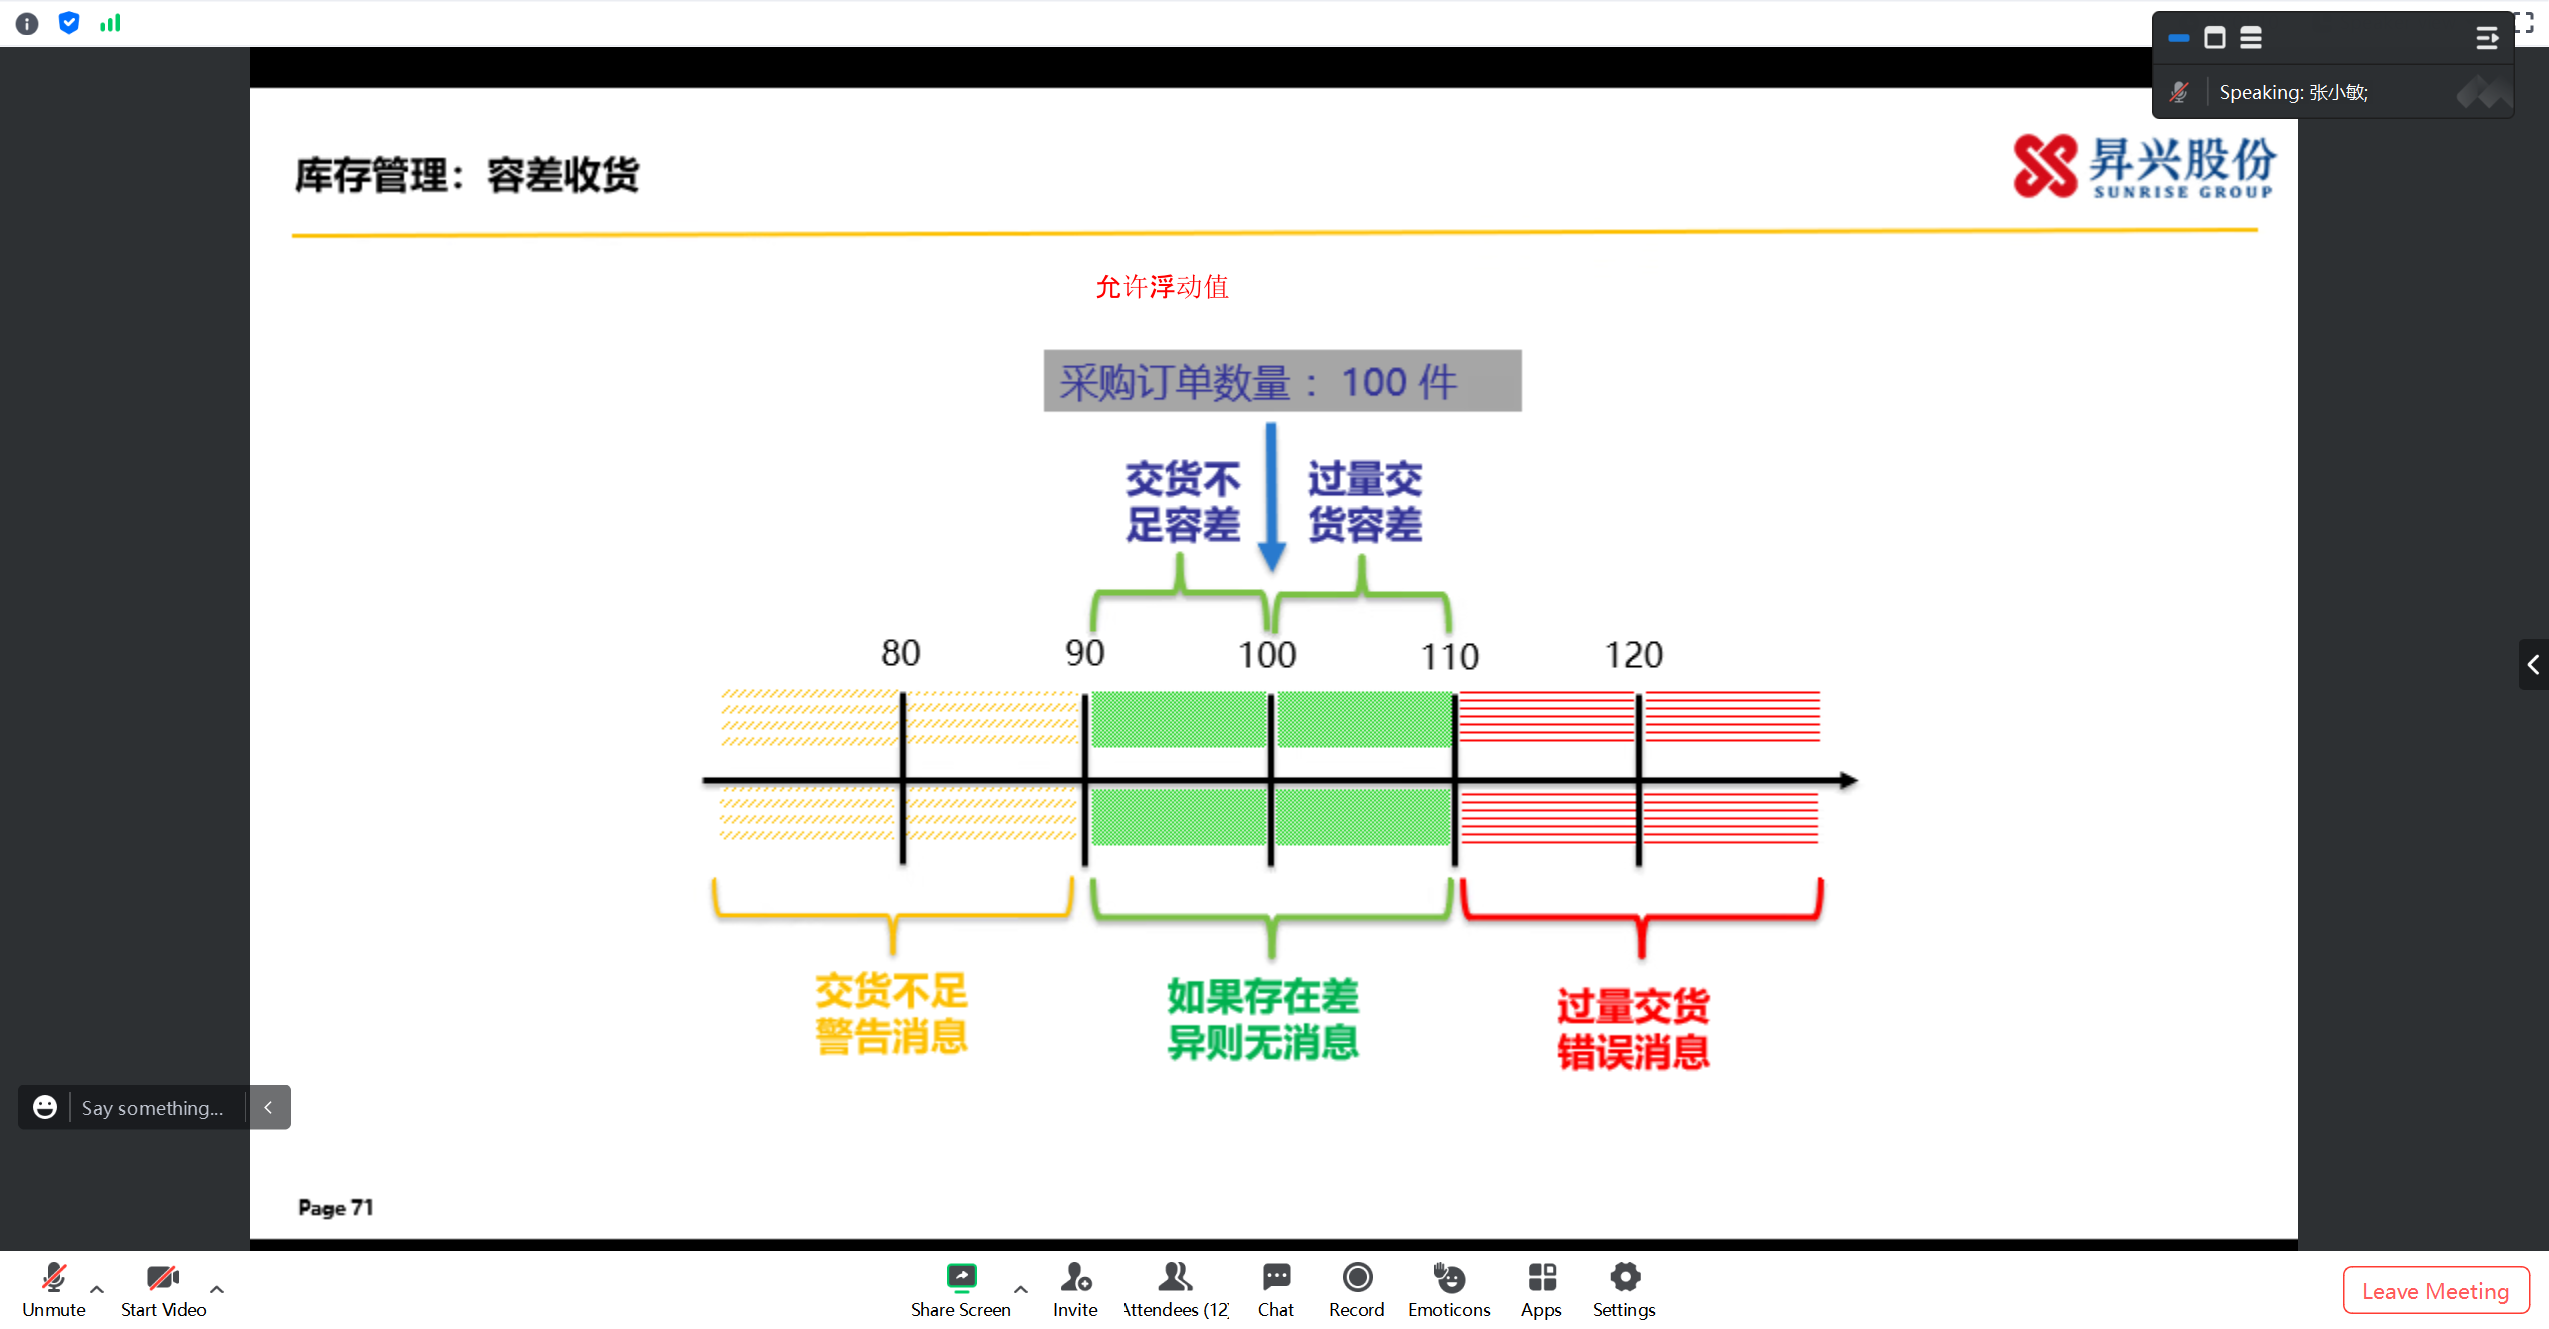 Speaking: 张小敏;
库存管理：容差收货
昇兴股份
SUNRISE GROUP
允许浮动值
采购订单数量： 100 件
交货不
足容差
过量交
货容差
80
90
100
110
120
交货不足
警告消息
如果存在差
异则无消息
过量交货
错误消息
Say something...
Page 71
Unmute
Start Video
Share Screen
Invite
Attendees (12)
Chat
Record
Emoticons
Apps
Settings
Leave Meeting